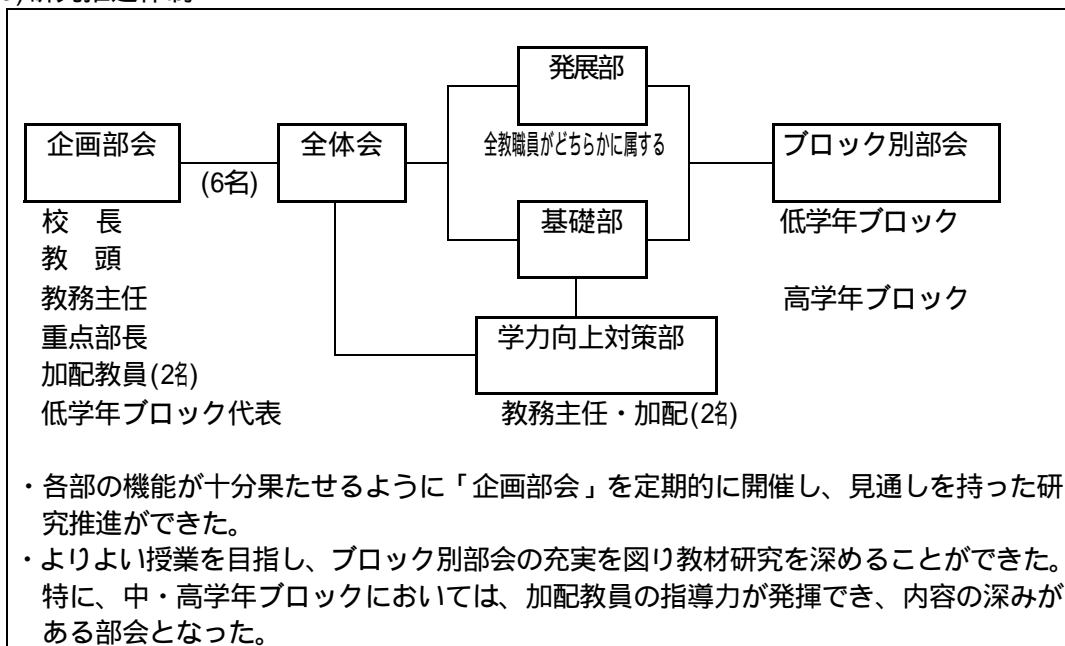 発展部
企画部会
全体会
全教職員がどちらかに属する
ブロック別部会
(6名)
校　長
基礎部
低学年ブロック
教　頭
教務主任
高学年ブロック
重点部長
学力向上対策部
加配教員(2名)
低学年ブロック代表
教務主任・加配(2名)
・各部の機能が十分果たせるように「企画部会」を定期的に開催し、見通しを持った研
究推進ができた。
・よりよい授業を目指し、ブロック別部会の充実を図り教材研究を深めることができた。
特に、中・高学年ブロックにおいては、加配教員の指導力が発揮でき、内容の深みが
ある部会となった。